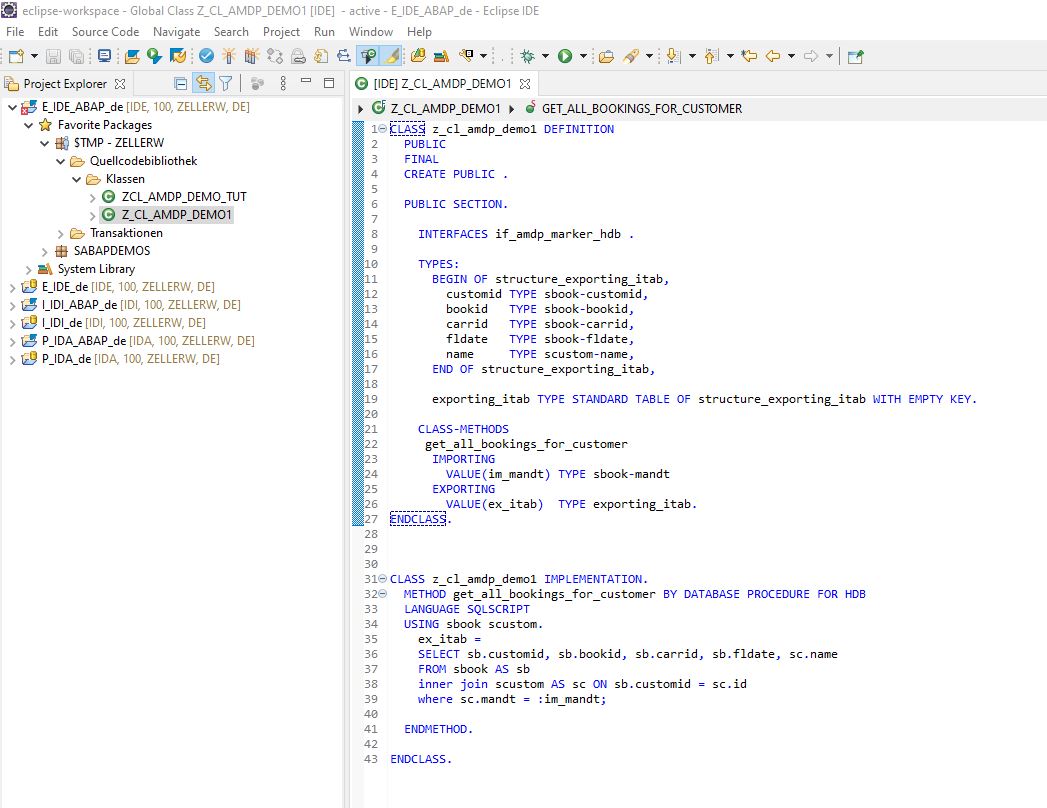 eclipse-workspace - Global Class Z_CL_AMDP_DEMO1 [IDE] - active - E_IDE_ABAP_de - Eclipse IDE
File Edit Source Code Navigate Search Project Run Window Help
Project Explorer
E_IDE_ABAP_de [IDE, 100, ZELLERW, DE]
Favorite Packages
$TMP - ZELLERW
Quellcodebibliothek
Klassen
ZCL_AMDP_DEMO_TUT
Z_CL_AMDP_DEMO1
Transaktionen
SABAPDEMOS
System Library
E_IDE_de [IDE, 100, ZELLERW, DE]
I_IDI_ABAP_de [IDI, 100, ZELLERW, DE]
I_IDI_de [IDI, 100, ZELLERW, DE]
P_IDA_ABAP_de [IDA, 100, ZELLERW, DE]
P_IDA_de [IDA, 100, ZELLERW, DE]
[IDE] Z_CL_AMDP_DEMO1
Z_CL_AMDP_DEMO1 GET_ALL_BOOKINGS_FOR_CUSTOMER
1 CLASS z_cl_amdp_demo1 DEFINITION
2 PUBLIC
3 FINAL
4 CREATE PUBLIC .
5
6 PUBLIC SECTION.
7
8 INTERFACES if_amdp_marker_hdb .
9
10 TYPES:
11 BEGIN OF structure_exporting_itab,
12 customid TYPE sbook-customid,
13 bookid TYPE sbook-bookid,
14 carrid TYPE sbook-carrid,
15 fldate TYPE sbook-fldate,
16 name TYPE scustom-name,
17 END OF structure_exporting_itab,
18
19 exporting_itab TYPE STANDARD TABLE OF structure_exporting_itab WITH EMPTY KEY.
20
21 CLASS-METHODS
22 get_all_bookings_for_customer
23 IMPORTING
24 VALUE(im_mandt) TYPE sbook-mandt
25 EXPORTING
26 VALUE(ex_itab) TYPE exporting_itab.
27 ENDCLASS.
28
29
30
31 CLASS z_cl_amdp_demo1 IMPLEMENTATION.
32 METHOD get_all_bookings_for_customer BY DATABASE PROCEDURE FOR HDB
33 LANGUAGE SQLSCRIPT
34 USING sbook scustom.
35 ex_itab =
36 SELECT sb.customid, sb.bookid, sb.carrid, sb.fldate, sc.name
37 FROM sbook AS sb
38 inner join scustom AS sc ON sb.customid = sc.id
39 where sc.mandt = :im_mandt;
40
41 ENDMETHOD.
42
43 ENDCLASS.